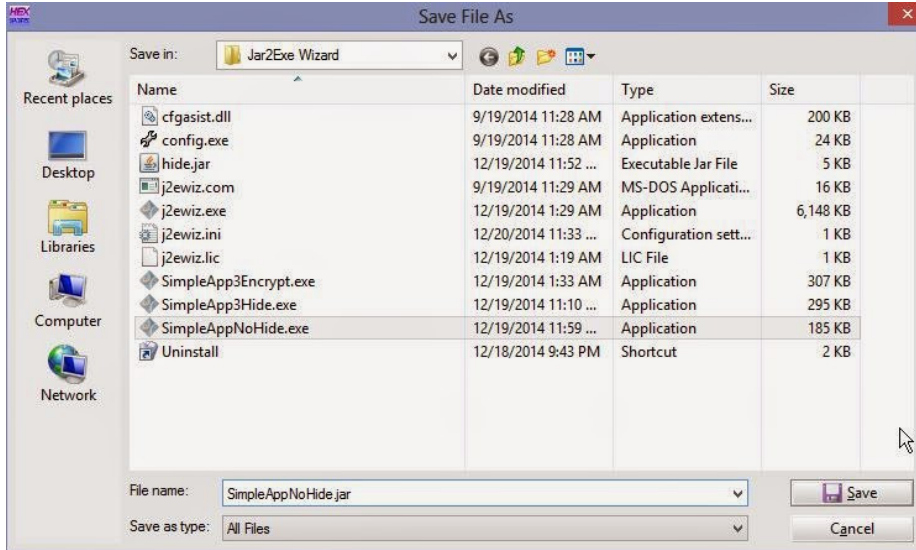 HEX
Save File As
Save in: Jar2Exe Wizard
Name Date modified Type Size
cfgasist.dll 9/19/2014 11:28 AM Application extens... 200 KB
config.exe 9/19/2014 11:28 AM Application 24 KB
hide.jar 12/19/2014 11:52 ... Executable Jar File 5 KB
j2ewiz.com 9/19/2014 11:29 AM MS-DOS Applicati... 16 KB
j2ewiz.exe 12/19/2014 1:29 AM Application 6,148 KB
j2ewiz.ini 12/20/2014 11:33 ... Configuration sett... 1 KB
j2ewiz.lic 12/19/2014 1:19 AM LIC File 1 KB
SimpleApp3Encrypt.exe 12/19/2014 1:33 AM Application 307 KB
SimpleApp3Hide.exe 12/19/2014 11:10 ... Application 295 KB
SimpleAppNoHide.exe 12/19/2014 11:59 ... Application 185 KB
Uninstall 12/18/2014 9:43 PM Shortcut 2 KB
Recent places
Desktop
Libraries
Computer
Network
File name: SimpleAppNoHide.jar Save
Save as type: All Files Cancel